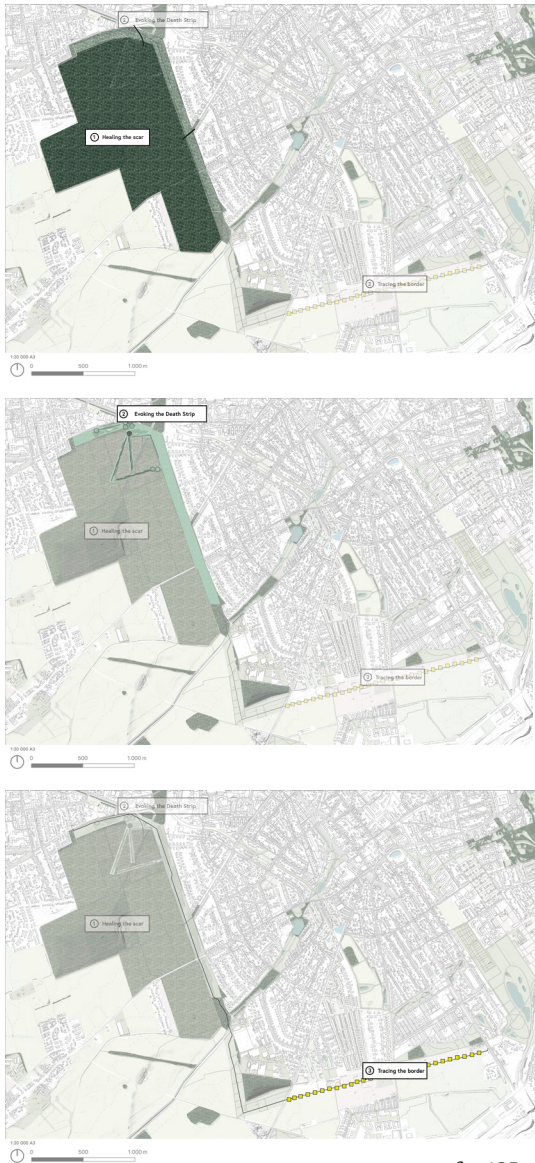 ② Evoking the Death Strip
① Healing the scar
③ Tracing the border
1:30 000 A3
0 500 1.000 m
② Evoking the Death Strip
① Healing the scar
③ Tracing the border
1:30 000 A3
0 500 1.000 m
② Evoking the Death Strip
① Healing the scar
③ Tracing the border
1:30 000 A3
0 500 1.000 m